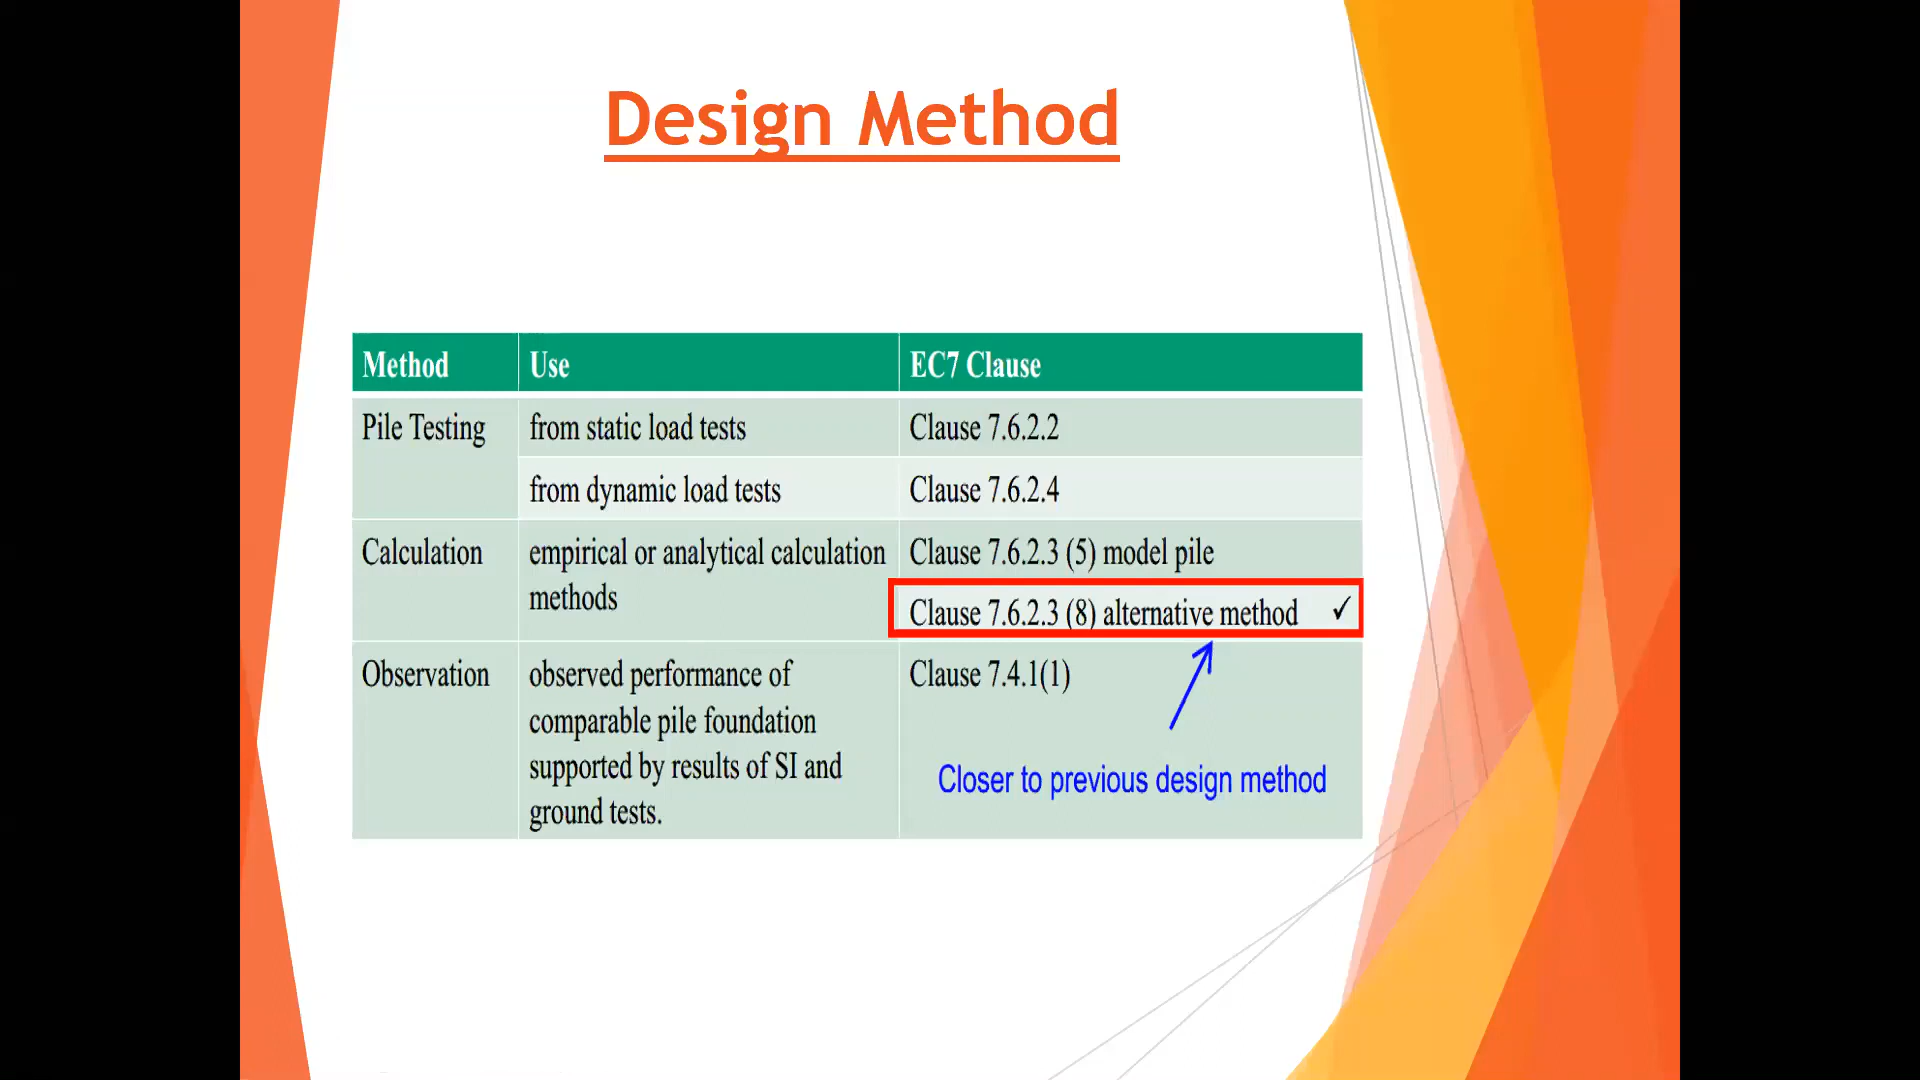 Design Method
Method Use EC7 Clause
Pile Testing from static load tests Clause 7.6.2.2
from dynamic load tests Clause 7.6.2.4
Calculation empirical or analytical calculation Clause 7.6.2.3 (5) model pile
methods
Clause 7.6.2.3 (8) alternative method ✓
Observation observed performance of Clause 7.4.1(1)
comparable pile foundation
supported by results of SI and
ground tests.
Closer to previous design method